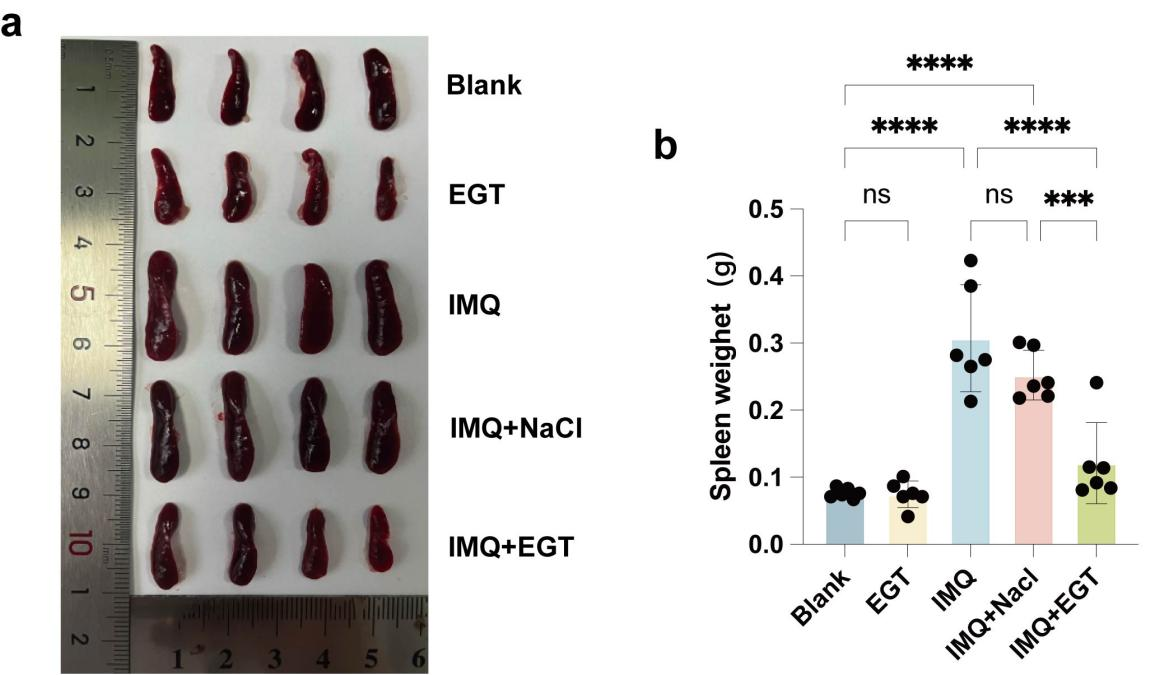 a
Blank
EGT
IMQ
IMQ+NaCl
IMQ+EGT
1
2
3
4
5
6
7
8
9
10
1
2
1 2 3 4 5 6
b
****
**** ****
ns ns ***
Spleen weighet (g)
0.5
0.4
0.3
0.2
0.1
0.0
Blank EGT IMQ IMQ+Nacl IMQ+EGT